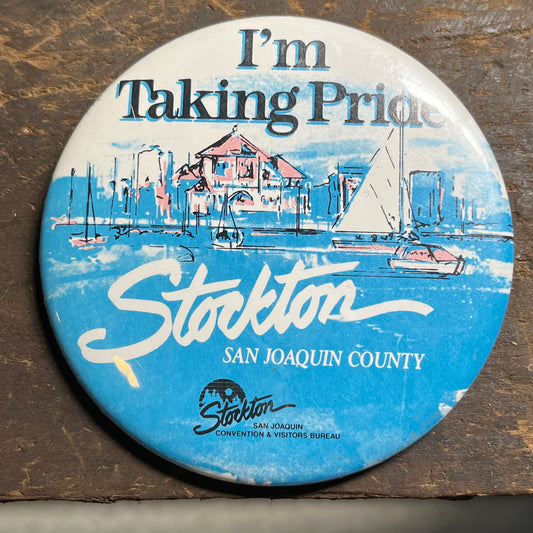 I'm
Taking Pride
Stockton
SAN JOAQUIN COUNTY
Stockton
SAN JOAQUIN
CONVENTION & VISITORS BUREAU